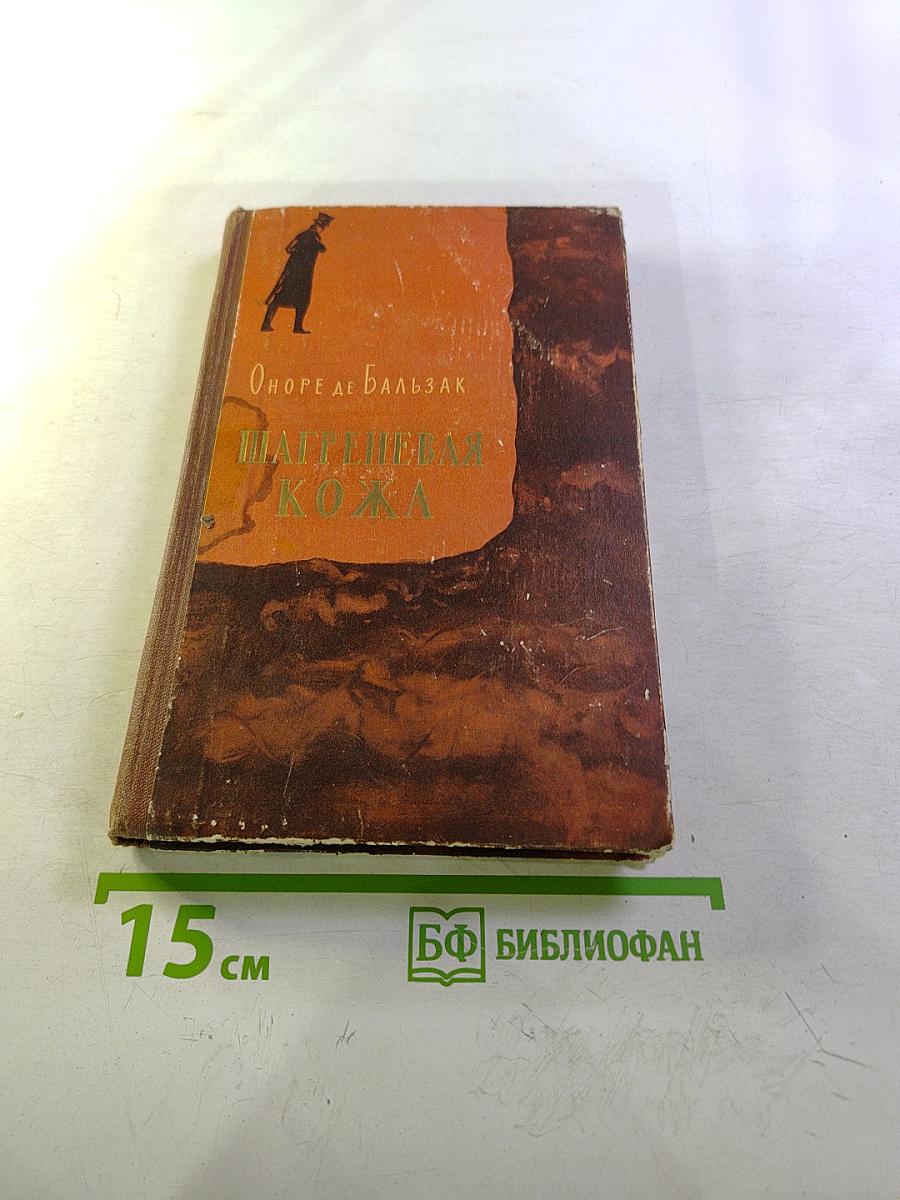 Оноре де Бальзак
ШАГРЕНЕВАЯ
КОЖА
15 см
БФ БИБЛИОФАН